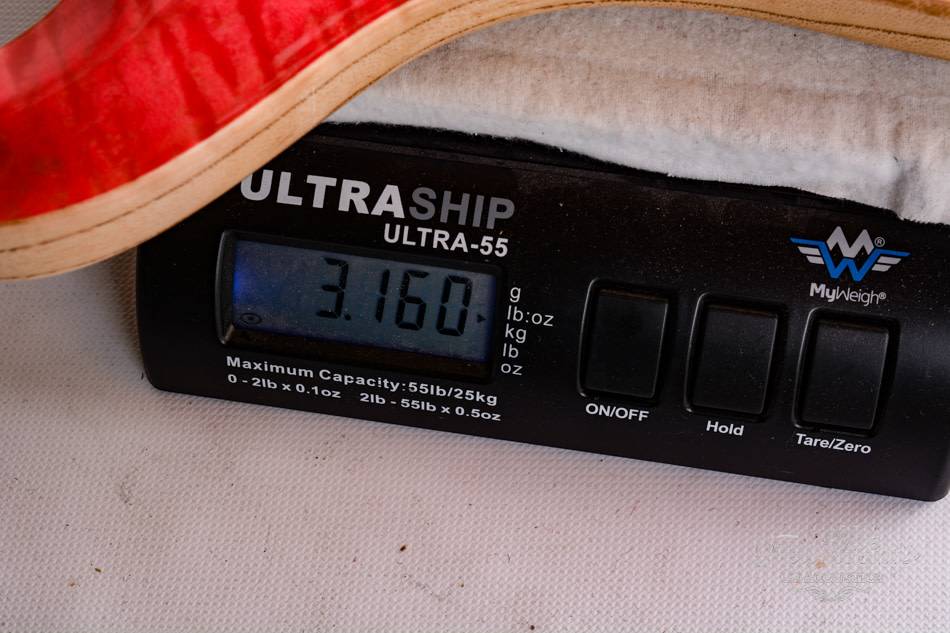 ULTRASHIP
ULTRA-55
3.160
g
lb:oz
kg
lb
oz
Maximum Capacity:55lb/25kg
0 - 2lb x 0.1oz 2lb - 55lb x 0.5oz
MyWeigh®
ON/OFF
Hold
Tare/Zero